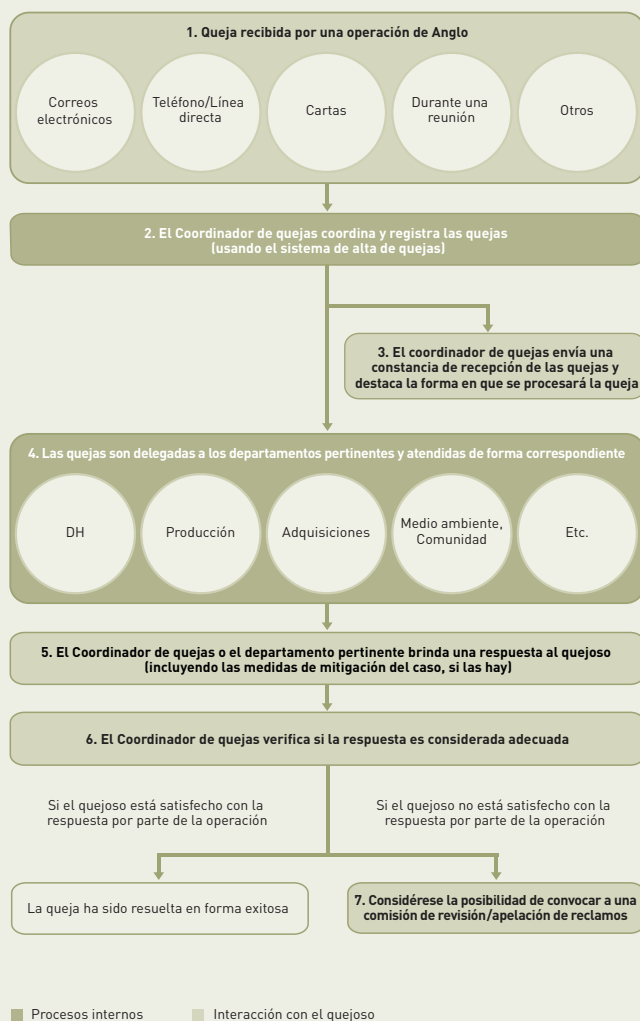 1. Queja recibida por una operación de Anglo
Correos
electrónicos
Teléfono/Línea
directa
Cartas
Durante una
reunión
Otros
2. El Coordinador de quejas coordina y registra las quejas
(usando el sistema de alta de quejas)
3. El coordinador de quejas envía una
constancia de recepción de las quejas y
destaca la forma en que se procesará la queja
4. Las quejas son delegadas a los departamentos pertinentes y atendidas de forma correspondiente
DH
Producción
Adquisiciones
Medio ambiente,
Comunidad
Etc.
5. El Coordinador de quejas o el departamento pertinente brinda una respuesta al quejoso
(incluyendo las medidas de mitigación del caso, si las hay)
6. El Coordinador de quejas verifica si la respuesta es considerada adecuada
Si el quejoso está satisfecho con la
respuesta por parte de la operación
Si el quejoso no está satisfecho con la
respuesta por parte de la operación
La queja ha sido resuelta en forma exitosa
7. Considérese la posibilidad de convocar a una
comisión de revisión/apelación de reclamos
Procesos internos
Interacción con el quejoso